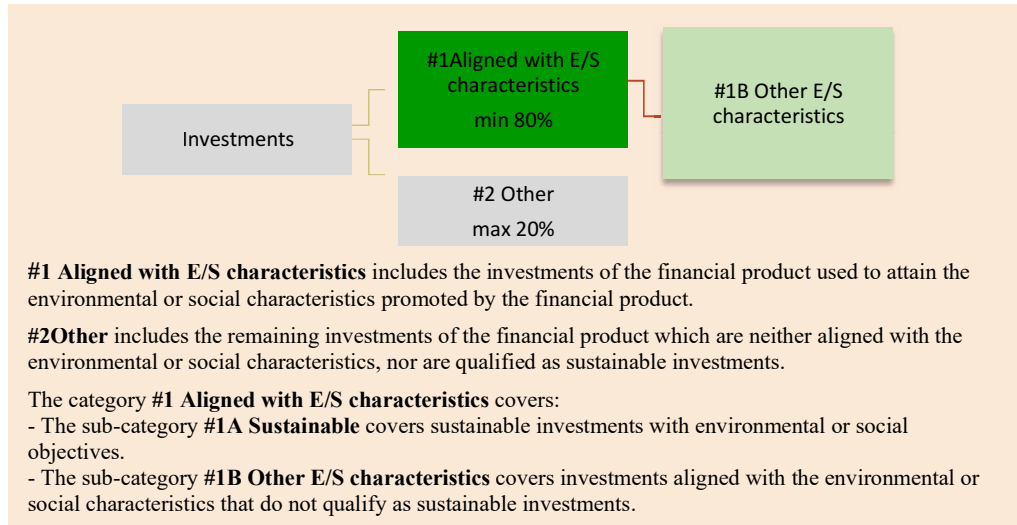 #1Aligned with E/S
characteristics
min 80%
#1B Other E/S
characteristics
Investments
#2 Other
max 20%
#1 Aligned with E/S characteristics includes the investments of the financial product used to attain the
environmental or social characteristics promoted by the financial product.
#2Other includes the remaining investments of the financial product which are neither aligned with the
environmental or social characteristics, nor are qualified as sustainable investments.
The category #1 Aligned with E/S characteristics covers:
- The sub-category #1A Sustainable covers sustainable investments with environmental or social
objectives.
- The sub-category #1B Other E/S characteristics covers investments aligned with the environmental or
social characteristics that do not qualify as sustainable investments.